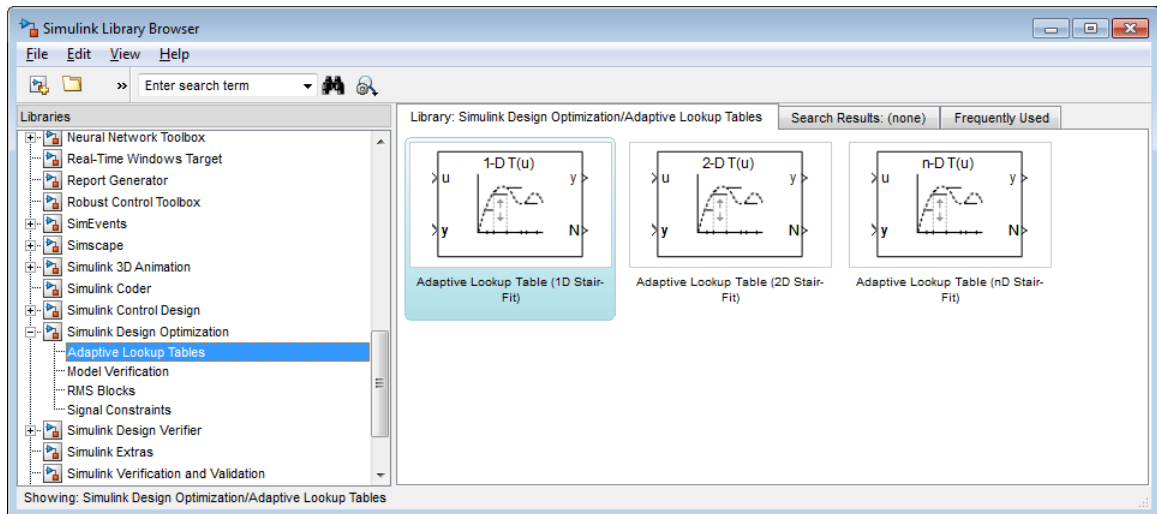 Simulink Library Browser
File Edit View Help
» Enter search term
Libraries
Neural Network Toolbox
Real-Time Windows Target
Report Generator
Robust Control Toolbox
SimEvents
Simscape
Simulink 3D Animation
Simulink Coder
Simulink Control Design
Simulink Design Optimization
Adaptive Lookup Tables
Model Verification
RMS Blocks
Signal Constraints
Simulink Design Verifier
Simulink Extras
Simulink Verification and Validation
Library: Simulink Design Optimization/Adaptive Lookup Tables Search Results: (none) Frequently Used
1-D T(u)
u y
y N
Adaptive Lookup Table (1D Stair-
Fit)
2-D T(u)
u y
y N
Adaptive Lookup Table (2D Stair-
Fit)
n-D T(u)
u y
y N
Adaptive Lookup Table (nD Stair-
Fit)
Showing: Simulink Design Optimization/Adaptive Lookup Tables